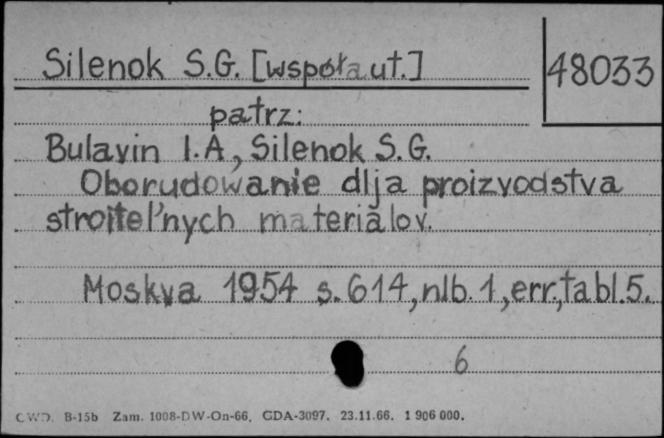 Silenok S.G. [współaut.]
48033
patrz:
Bulavin I.A., Silenok S.G.
Oborudowanie dlja proizvodstva
stroitel'nych materialov.
Moskva 1954 s. 614, nlb. 1, err., tabl. 5.
6
CWD. B-15b Zam. 1008-DW-On-66. GDA-3097. 23.11.66. 1 906 000.